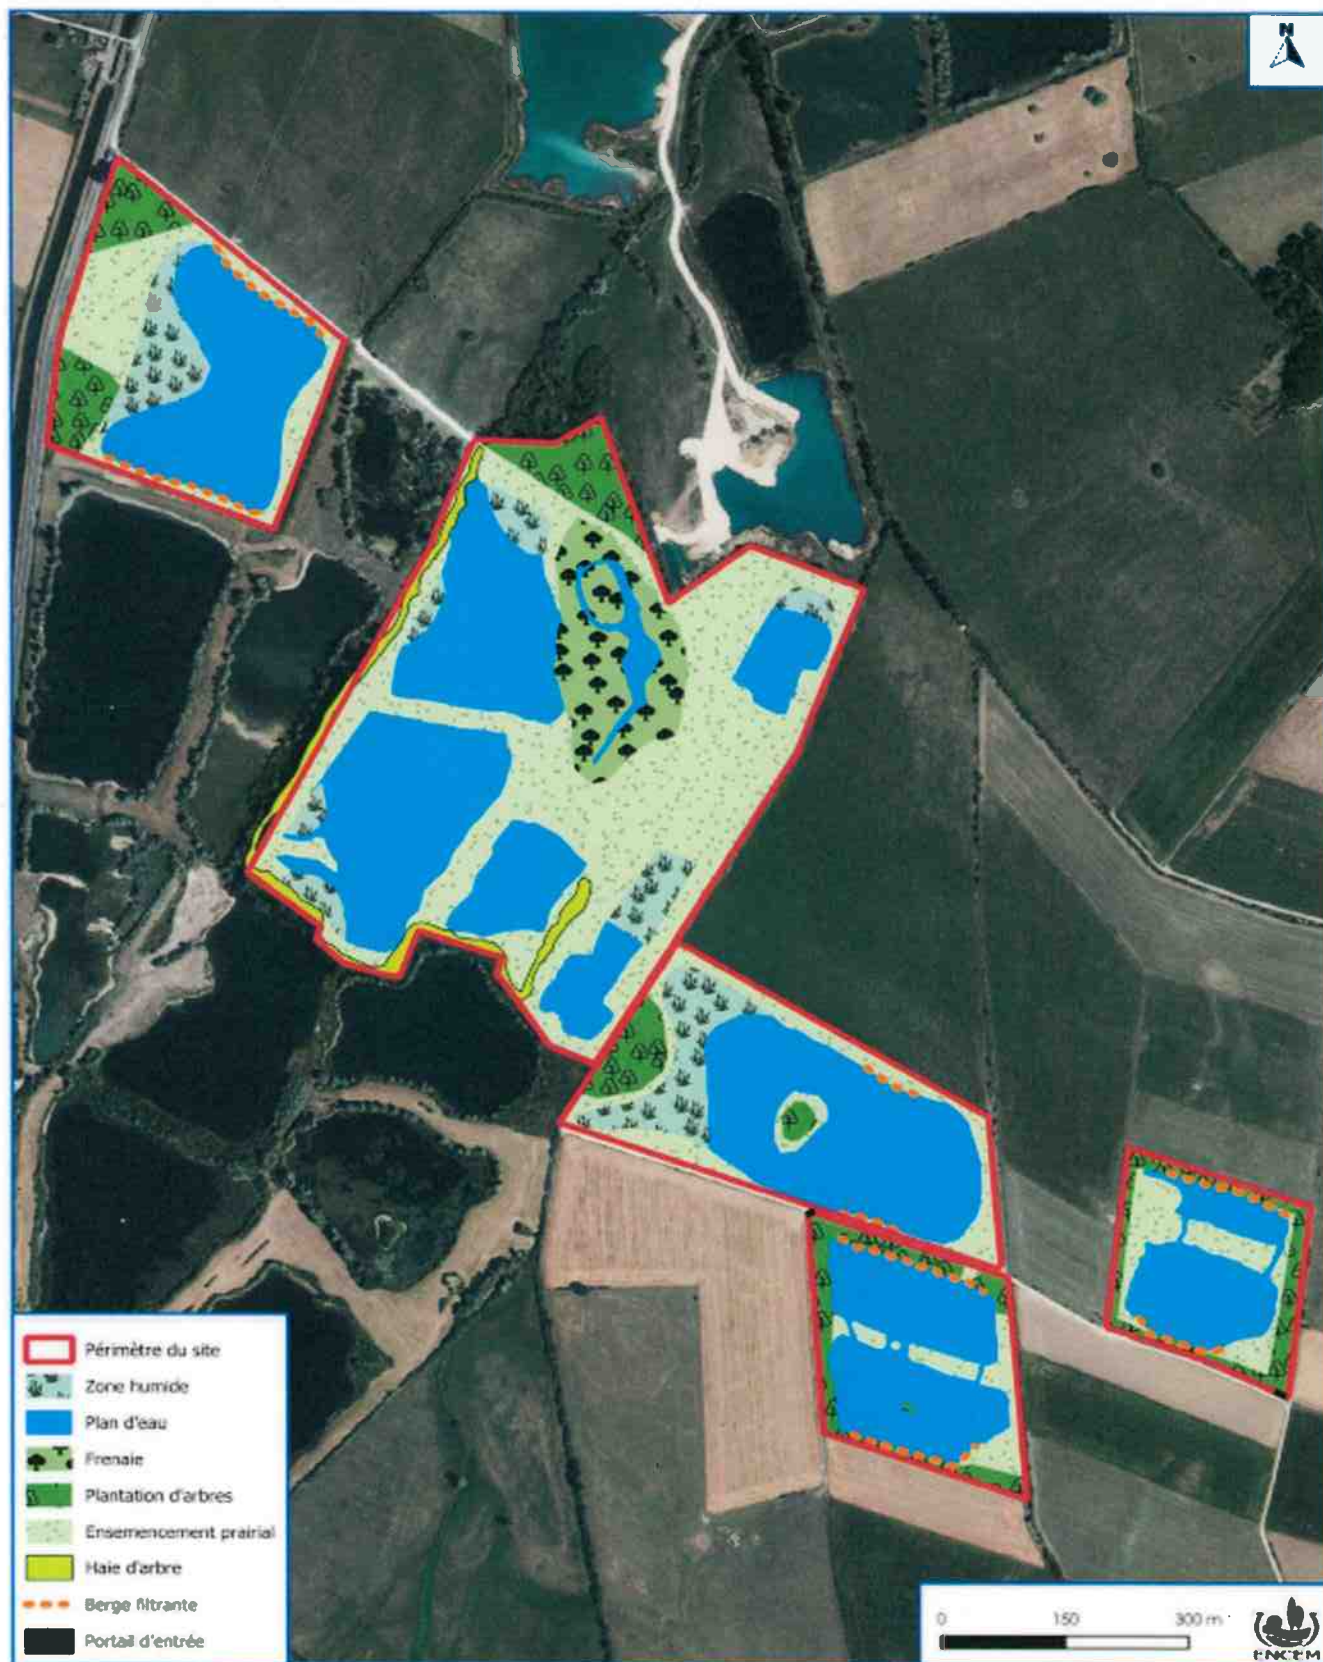 N
Périmètre du site
Zone humide
Plan d'eau
Frenaie
Plantation d'arbres
Ensemencement prairial
Haie d'arbre
Berge filtrante
Portail d'entrée
0 150 300 m
ENCEM